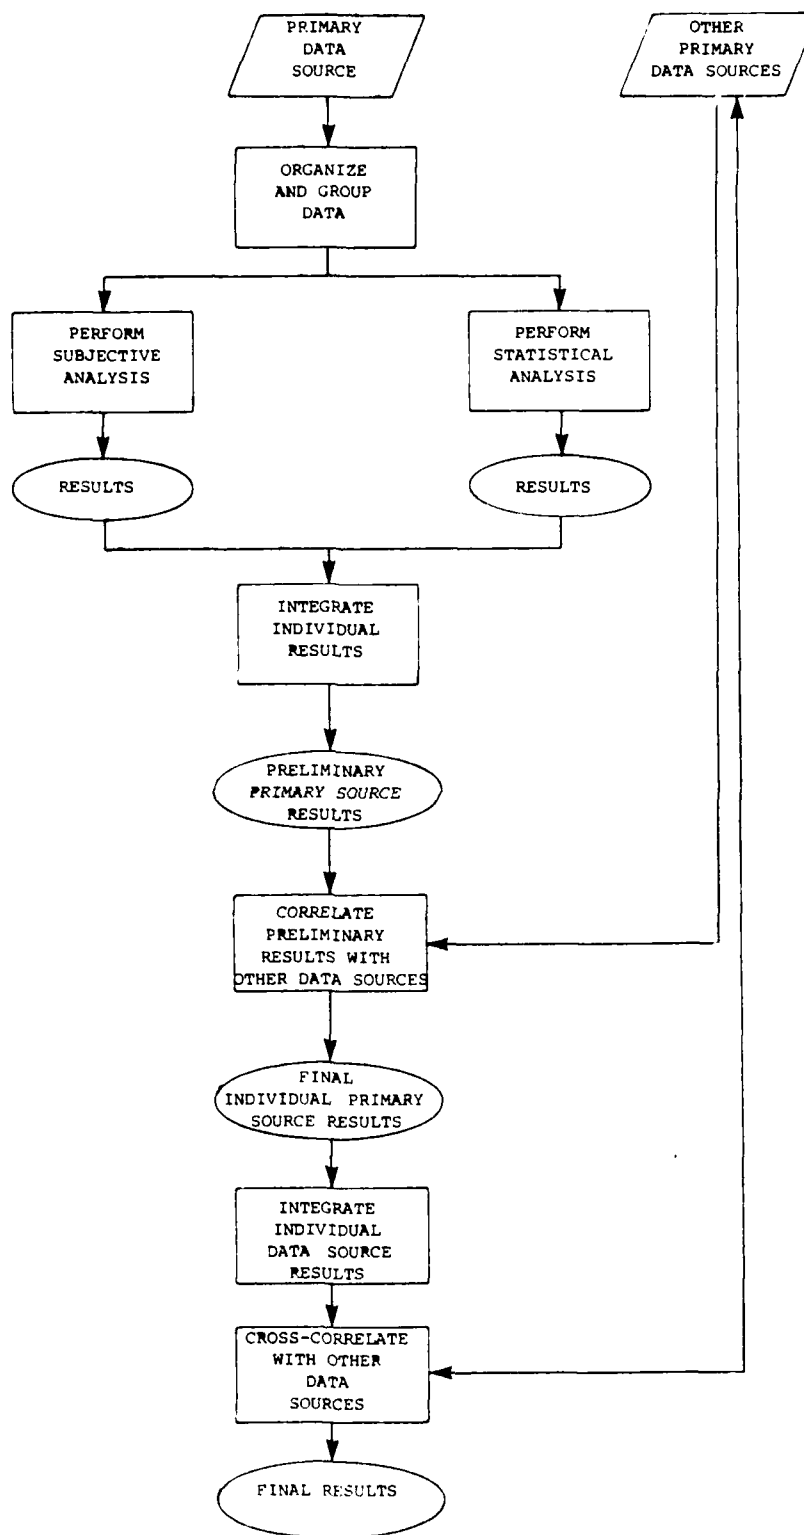 PRIMARY
DATA
SOURCE
OTHER
PRIMARY
DATA SOURCES
ORGANIZE
AND GROUP
DATA
PERFORM
SUBJECTIVE
ANALYSIS
PERFORM
STATISTICAL
ANALYSIS
RESULTS
RESULTS
INTEGRATE
INDIVIDUAL
RESULTS
PRELIMINARY
PRIMARY SOURCE
RESULTS
CORRELATE
PRELIMINARY
RESULTS WITH
OTHER DATA SOURCES
FINAL
INDIVIDUAL PRIMARY
SOURCE RESULTS
INTEGRATE
INDIVIDUAL
DATA SOURCE
RESULTS
CROSS-CORRELATE
WITH OTHER
DATA
SOURCES
FINAL RESULTS